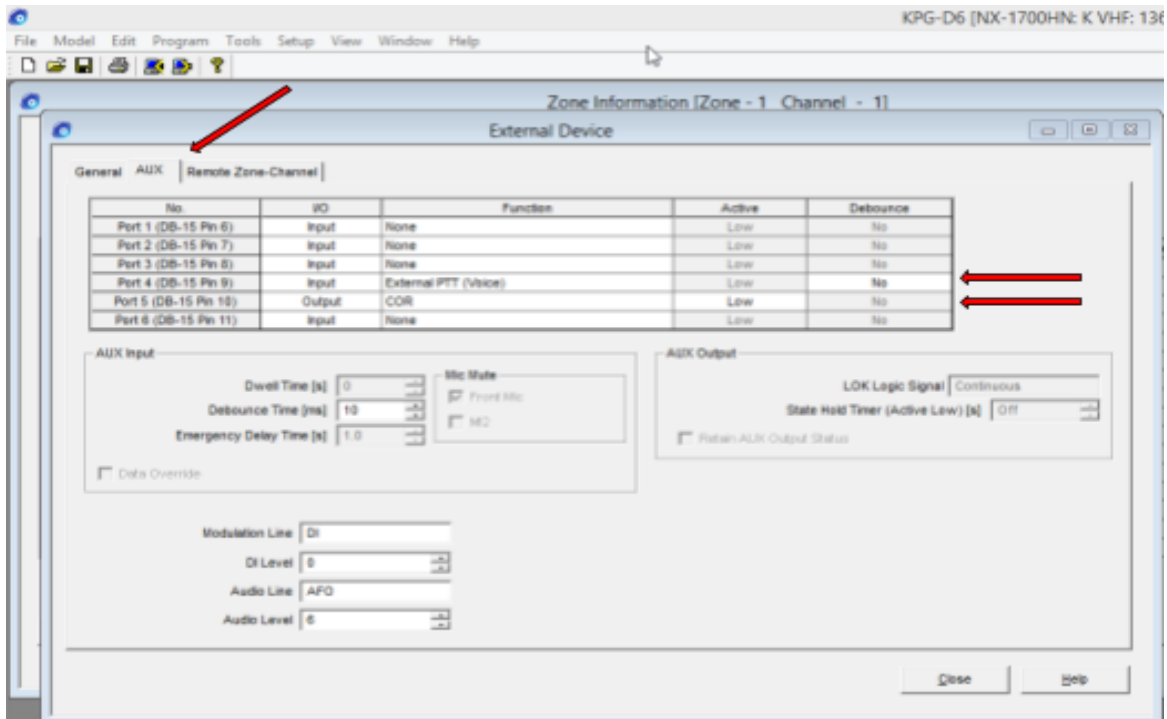 KPG-D6 [NX-1700HN: K VHF: 136
File Model Edit Program Tools Setup View Window Help
Zone Information [Zone - 1 Channel - 1]
External Device
General AUX Remote Zone-Channel
No. I/O Function Active Debounce
Port 1 (DB-15 Pin 6) Input None Low No
Port 2 (DB-15 Pin 7) Input None Low No
Port 3 (DB-15 Pin 8) Input None Low No
Port 4 (DB-15 Pin 9) Input External PTT (Voice) Low No
Port 5 (DB-15 Pin 10) Output COR Low No
Port 6 (DB-15 Pin 11) Input None Low No
AUX Input
Dwell Time [s] 0
Debounce Time [ms] 10
Emergency Delay Time [s] 1.0
Mic Mute
Front Mic
MI2
Data Override
AUX Output
LOK Logic Signal Continuous
State Hold Timer (Active Low) [s] Off
Retain AUX Output Status
Modulation Line DI
DI Level 0
Audio Line AFO
Audio Level 6
Close Help